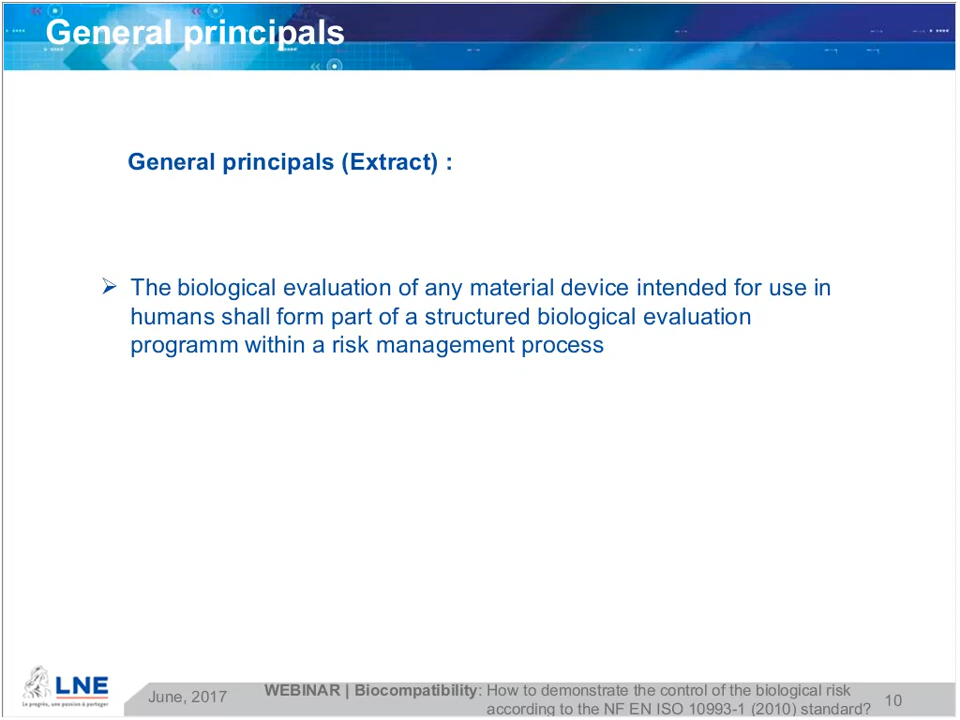 General principals
General principals (Extract) :
The biological evaluation of any material device intended for use in
humans shall form part of a structured biological evaluation
programm within a risk management process
LNE
Le progrès, une passion à partager
June, 2017
WEBINAR | Biocompatibility: How to demonstrate the control of the biological risk
according to the NF EN ISO 10993-1 (2010) standard?
10